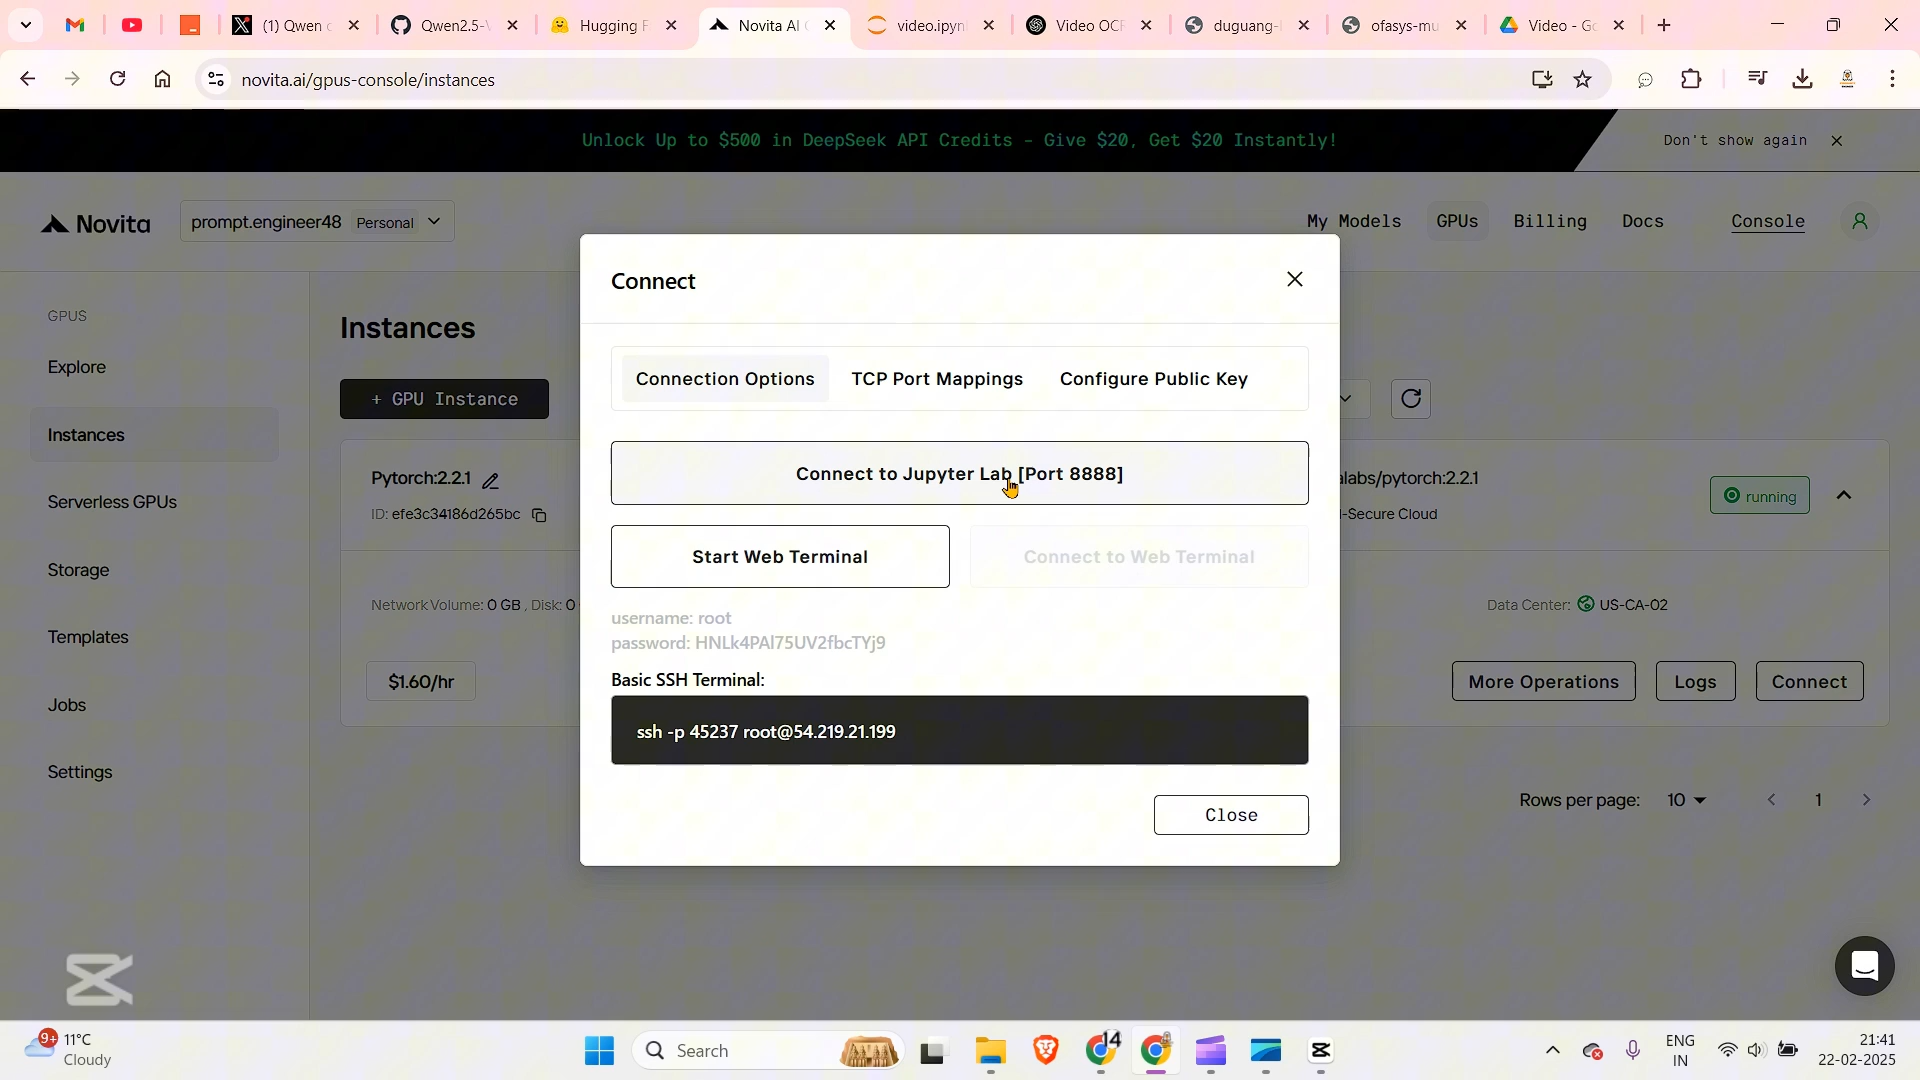 (1) Qwen
Qwen2.5-V
Hugging F
Novita AI
video.ipyn
Video OCF
duguang-
ofasys-mu
Video - Go
novita.ai/gpus-console/instances
Unlock Up to $500 in DeepSeek API Credits - Give $20, Get $20 Instantly!
Don't show again
Novita
prompt.engineer48 Personal
My Models
GPUs
Billing
Docs
Console
Connect
GPUS
Explore
Instances
Serverless GPUs
Storage
Templates
Jobs
Settings
Instances
+ GPU Instance
Connection Options
TCP Port Mappings
Configure Public Key
Connect to Jupyter Lab [Port 8888]
Pytorch:2.2.1
ID: efe3c34186d265bc
alabs/pytorch:2.2.1
-Secure Cloud
running
Start Web Terminal
Connect to Web Terminal
Network Volume: 0 GB , Disk: 0
Data Center: US-CA-02
username: root
password: HNLk4PAl75UV2fbcTYj9
$1.60/hr
Basic SSH Terminal:
More Operations
Logs
Connect
ssh -p 45237 root@54.219.21.199
Close
Rows per page: 10
1
9+
11°C
Cloudy
Search
14
ENG
IN
21:41
22-02-2025